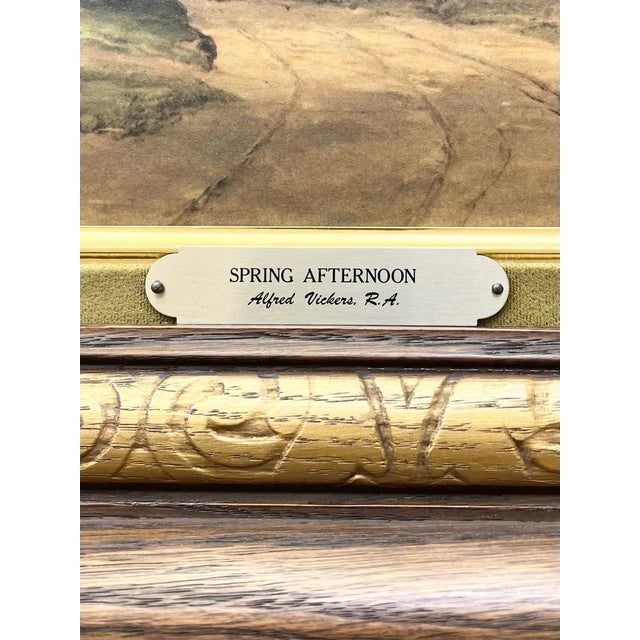 SPRING AFTERNOON
Alfred Vickers, R.A.